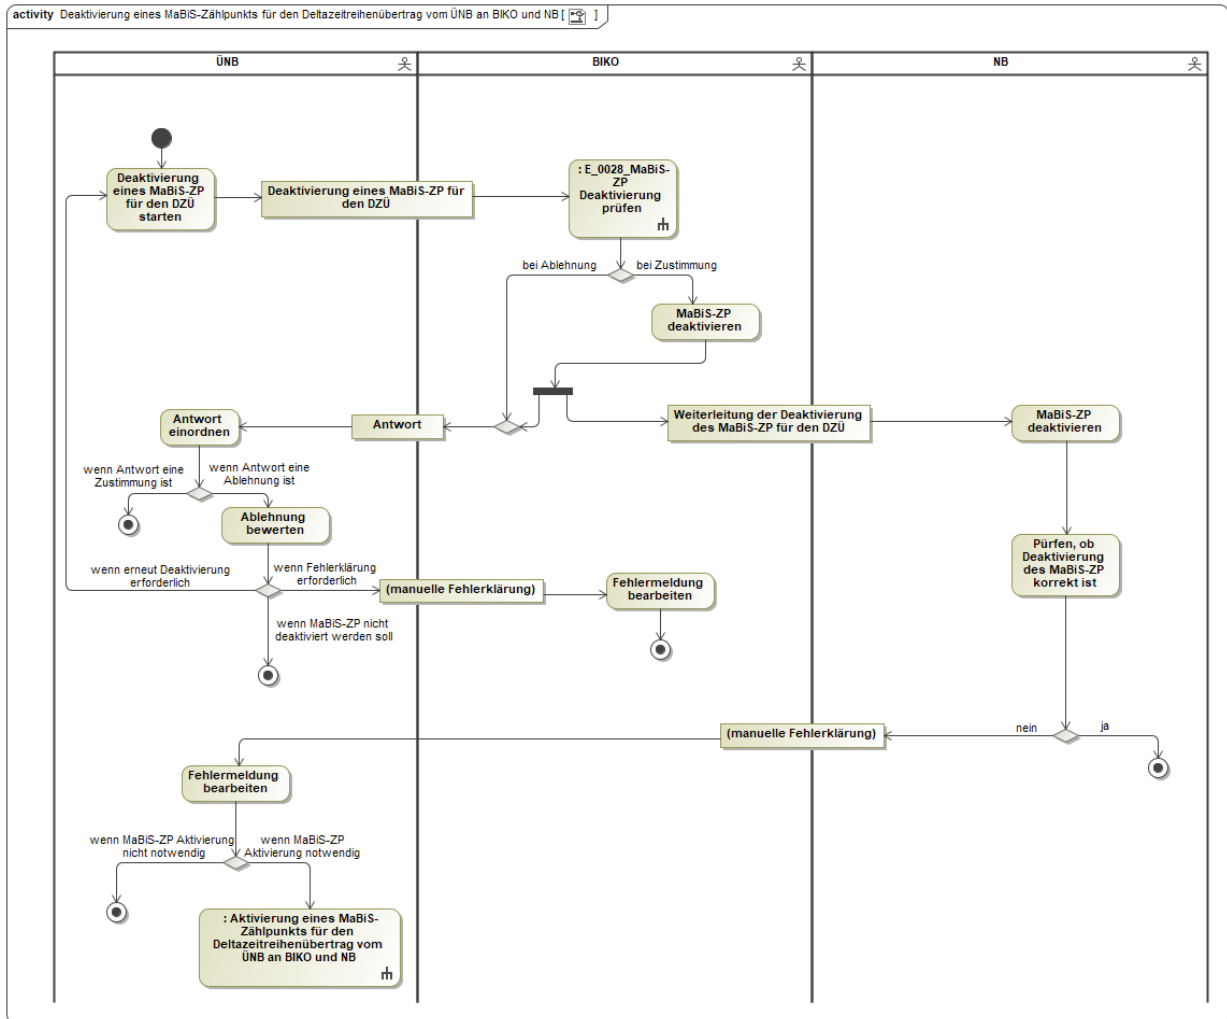 activity Deaktivierung eines MaBiS-Zählpunkts für den Deltazeitreihenübertrag vom ÜNB an BIKO und NB [ ]
ÜNB
BIKO
NB
Deaktivierung
eines MaBiS-ZP
für den DZÜ
starten
Deaktivierung eines MaBiS-ZP für
den DZÜ
: E_0028_MaBiS-
ZP
Deaktivierung
prüfen
bei Ablehnung
bei Zustimmung
MaBiS-ZP
deaktivieren
Antwort
einordnen
Antwort
Weiterleitung der Deaktivierung
des MaBiS-ZP für den DZÜ
MaBiS-ZP
deaktivieren
wenn Antwort eine
Zustimmung ist
wenn Antwort eine
Ablehnung ist
Ablehnung
bewerten
Pürfen, ob
Deaktivierung
des MaBiS-ZP
korrekt ist
wenn erneut Deaktivierung
erforderlich
wenn Fehlerklärung
erforderlich
(manuelle Fehlerklärung)
Fehlermeldung
bearbeiten
wenn MaBiS-ZP nicht
deaktiviert werden soll
(manuelle Fehlerklärung)
nein
ja
Fehlermeldung
bearbeiten
wenn MaBiS-ZP Aktivierung
nicht notwendig
wenn MaBiS-ZP
Aktivierung notwendig
: Aktivierung eines MaBiS-
Zählpunkts für den
Deltazeitreihenübertrag vom
ÜNB an BIKO und NB